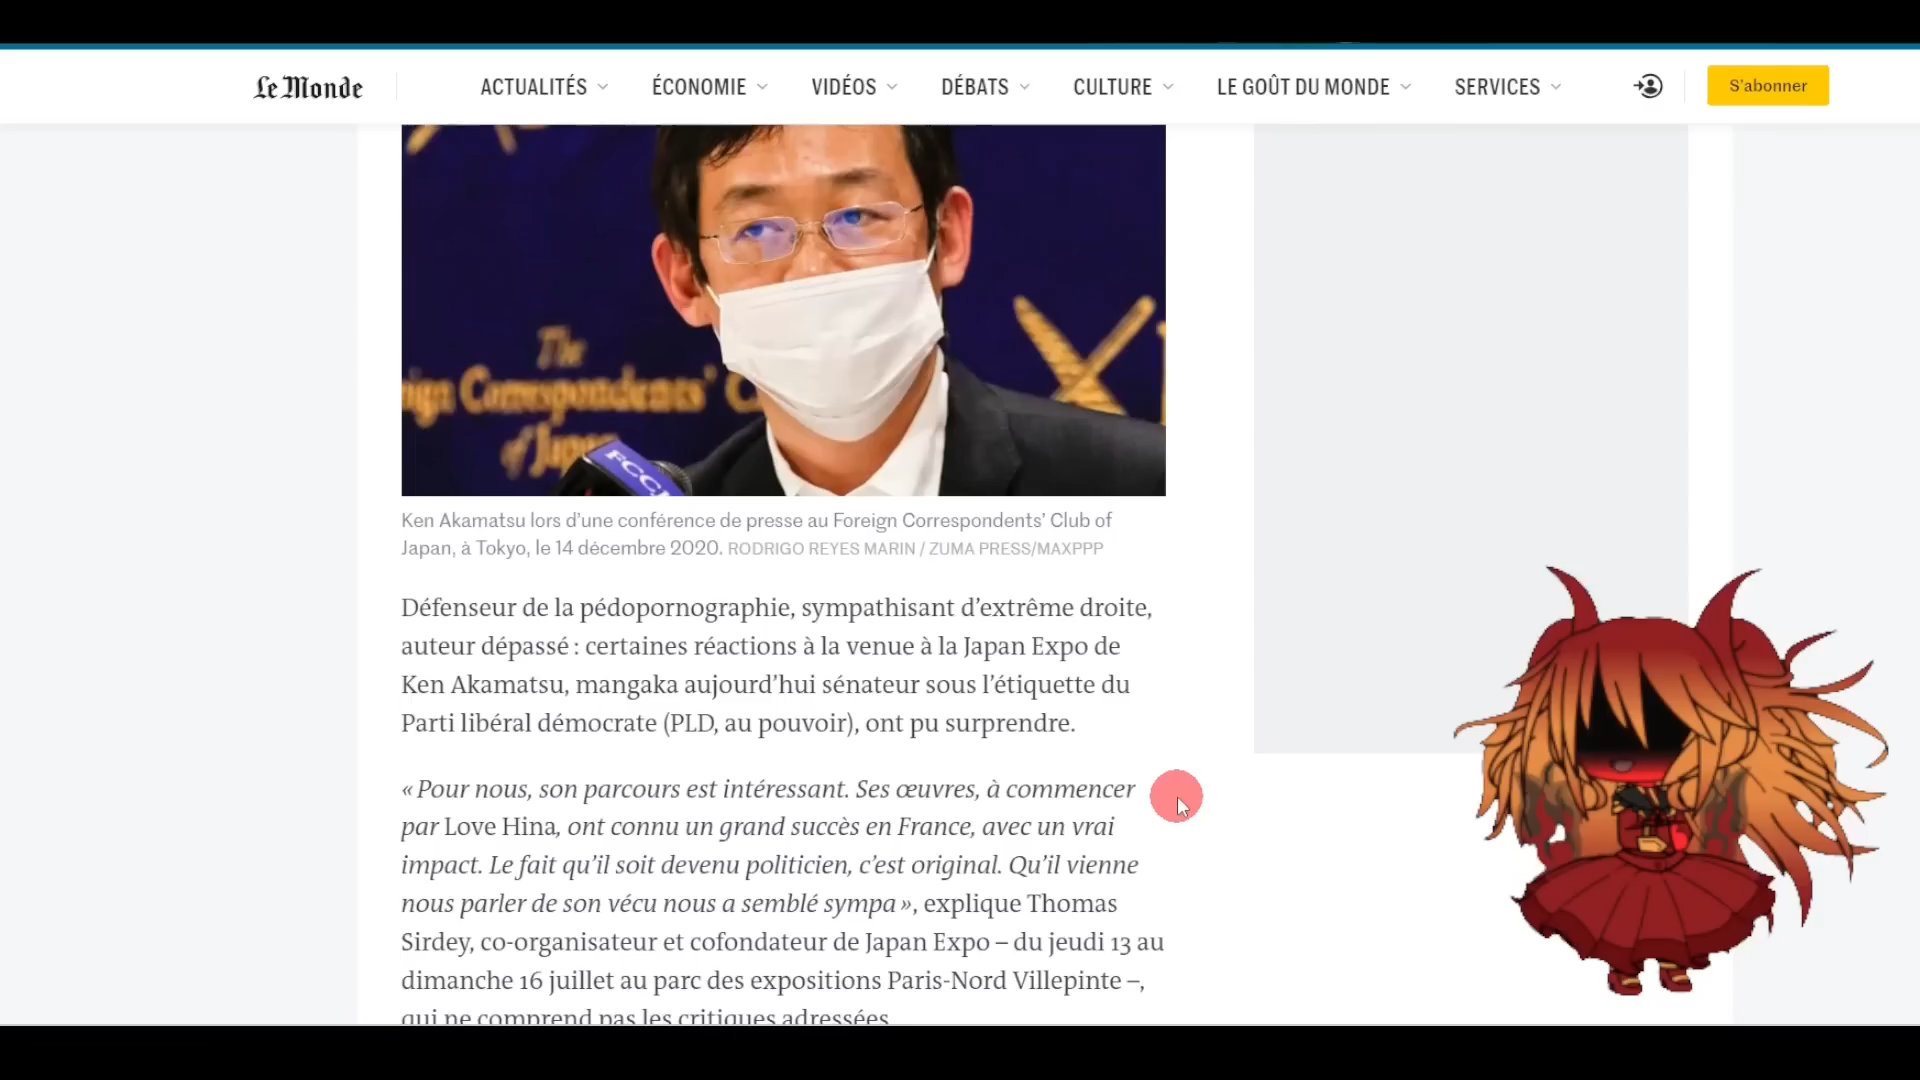 Le Monde
ACTUALITÉS
ÉCONOMIE
VIDÉOS
DÉBATS
CULTURE
LE GOÛT DU MONDE
SERVICES
S'abonner
The
ign Correspondents' C
of Japan
FCCJ
Ken Akamatsu lors d'une conférence de presse au Foreign Correspondents' Club of
Japan, à Tokyo, le 14 décembre 2020. RODRIGO REYES MARIN / ZUMA PRESS/MAXPPP
Défenseur de la pédopornographie, sympathisant d'extrême droite,
auteur dépassé : certaines réactions à la venue à la Japan Expo de
Ken Akamatsu, mangaka aujourd'hui sénateur sous l'étiquette du
Parti libéral démocrate (PLD, au pouvoir), ont pu surprendre.
« Pour nous, son parcours est intéressant. Ses œuvres, à commencer
par Love Hina, ont connu un grand succès en France, avec un vrai
impact. Le fait qu'il soit devenu politicien, c'est original. Qu'il vienne
nous parler de son vécu nous a semblé sympa », explique Thomas
Sirdey, co-organisateur et cofondateur de Japan Expo – du jeudi 13 au
dimanche 16 juillet au parc des expositions Paris-Nord Villepinte –,
qui ne comprend pas les critiques adressées